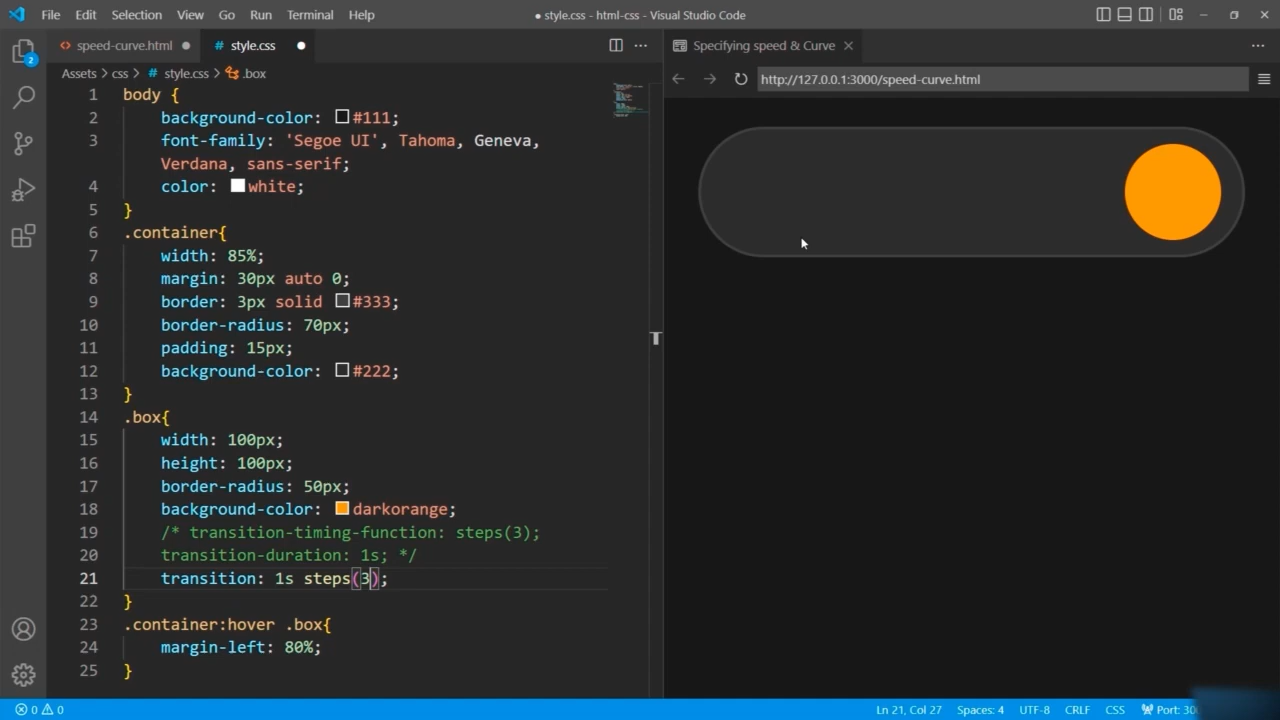 File Edit Selection View Go Run Terminal Help
● style.css - html-css - Visual Studio Code
speed-curve.html ● # style.css ●
Assets > css > # style.css > .box
1 body {
2 background-color: #111;
3 font-family: 'Segoe UI', Tahoma, Geneva,
Verdana, sans-serif;
4 color: white;
5 }
6 .container{
7 width: 85%;
8 margin: 30px auto 0;
9 border: 3px solid #333;
10 border-radius: 70px;
11 padding: 15px;
12 background-color: #222;
13 }
14 .box{
15 width: 100px;
16 height: 100px;
17 border-radius: 50px;
18 background-color: darkorange;
19 /* transition-timing-function: steps(3);
20 transition-duration: 1s; */
21 transition: 1s steps(3);
22 }
23 .container:hover .box{
24 margin-left: 80%;
25 }
2
Specifying speed & Curve
http://127.0.0.1:3000/speed-curve.html
T
0 0
Ln 21, Col 27 Spaces: 4 UTF-8 CRLF CSS Port: